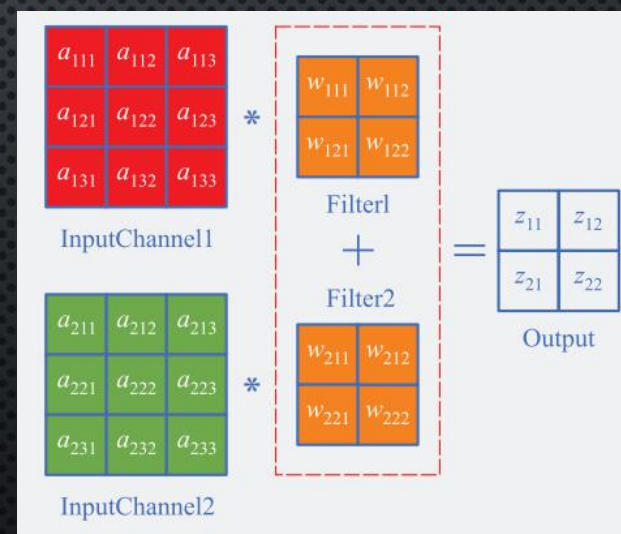 a111 a112 a113
a121 a122 a123
a131 a132 a133
*
InputChannel1
w111 w112
w121 w122
Filter1
+
Filter2
w211 w212
w221 w222
a211 a212 a213
a221 a222 a223
a231 a232 a233
*
InputChannel2
=
z11 z12
z21 z22
Output